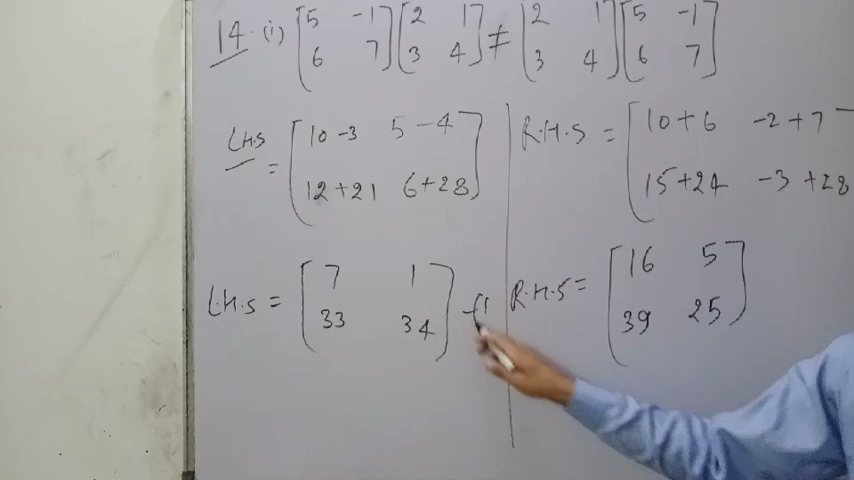 14. (i) [5 -1 [2 1 ≠ [2 1 [5 -1
6 7] 3 4] 3 4] 6 7]
L.H.S = [10-3 5-4
12+21 6+28]
L.H.S = [7 1
33 34]
R.H.S = [10+6 -2+7
15+24 -3+28
R.H.S = [16 5
39 25]